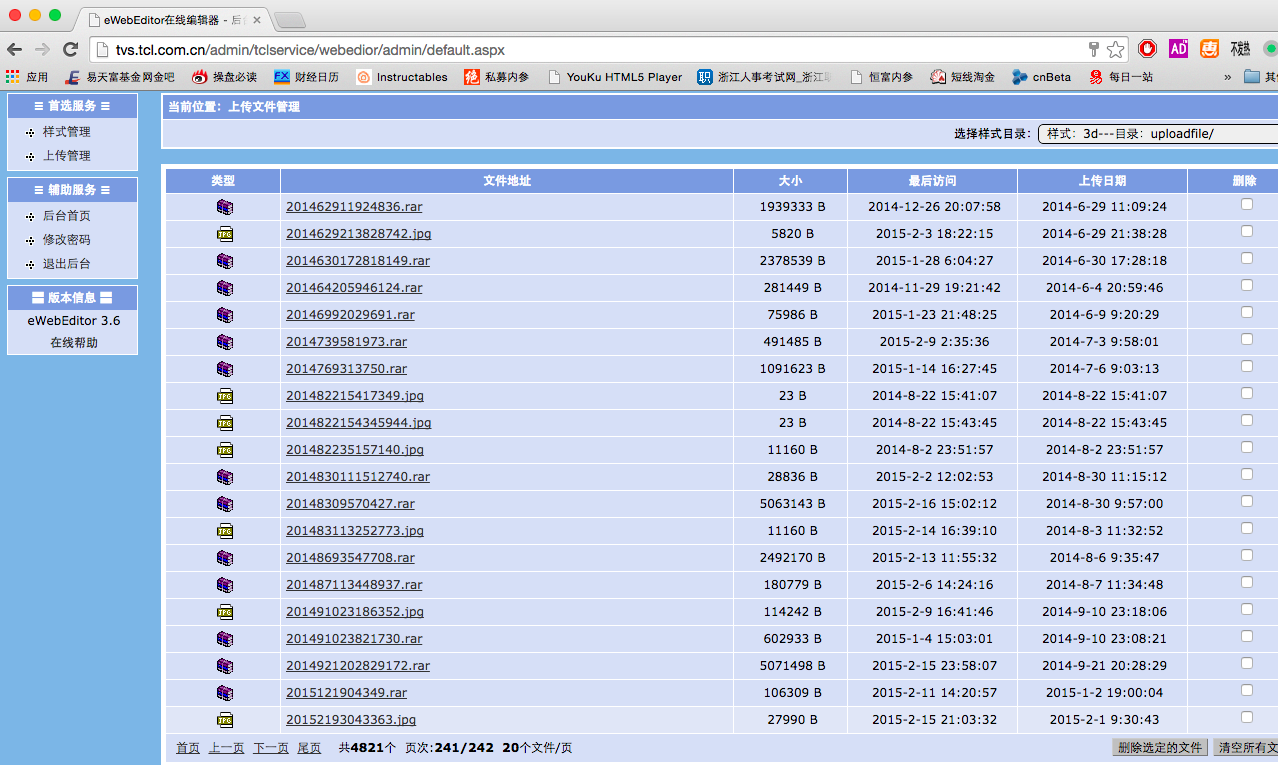 eWebEditor在线编辑器 - 后台
tvs.tcl.com.cn/admin/tclservice/webedior/admin/default.aspx
应用 易天富基金网金吧 操盘必读 FX 财经日历 Instructables 绝 私募内参 YouKu HTML5 Player 职 浙江人事考试网_浙江 恒富内参 短线淘金 cnBeta 每日一站 » 其
首选服务
样式管理
上传管理
辅助服务
后台首页
修改密码
退出后台
版本信息
eWebEditor 3.6
在线帮助
当前位置：上传文件管理
选择样式目录： 样式：3d---目录：uploadfile/
类型 文件地址 大小 最后访问 上传日期 删除
201462911924836.rar 1939333 B 2014-12-26 20:07:58 2014-6-29 11:09:24
JPG 2014629213828742.jpg 5820 B 2015-2-3 18:22:15 2014-6-29 21:38:28
2014630172818149.rar 2378539 B 2015-1-28 6:04:27 2014-6-30 17:28:18
201464205946124.rar 281449 B 2014-11-29 19:21:42 2014-6-4 20:59:46
20146992029691.rar 75986 B 2015-1-23 21:48:25 2014-6-9 9:20:29
2014739581973.rar 491485 B 2015-2-9 2:35:36 2014-7-3 9:58:01
2014769313750.rar 1091623 B 2015-1-14 16:27:45 2014-7-6 9:03:13
JPG 201482215417349.jpg 23 B 2014-8-22 15:41:07 2014-8-22 15:41:07
JPG 2014822154345944.jpg 23 B 2014-8-22 15:43:45 2014-8-22 15:43:45
JPG 201482235157140.jpg 11160 B 2014-8-2 23:51:57 2014-8-2 23:51:57
2014830111512740.rar 28836 B 2015-2-2 12:02:53 2014-8-30 11:15:12
20148309570427.rar 5063143 B 2015-2-16 15:02:12 2014-8-30 9:57:00
JPG 201483113252773.jpg 11160 B 2015-2-14 16:39:10 2014-8-3 11:32:52
20148693547708.rar 2492170 B 2015-2-13 11:55:32 2014-8-6 9:35:47
201487113448937.rar 180779 B 2015-2-6 14:24:16 2014-8-7 11:34:48
JPG 201491023186352.jpg 114242 B 2015-2-9 16:41:46 2014-9-10 23:18:06
201491023821730.rar 602933 B 2015-1-4 15:03:01 2014-9-10 23:08:21
2014921202829172.rar 5071498 B 2015-2-15 23:58:07 2014-9-21 20:28:29
2015121904349.rar 106309 B 2015-2-11 14:20:57 2015-1-2 19:00:04
JPG 20152193043363.jpg 27990 B 2015-2-15 21:03:32 2015-2-1 9:30:43
首页 上一页 下一页 尾页 共4821个 页次:241/242 20个文件/页 删除选定的文件 清空所有文